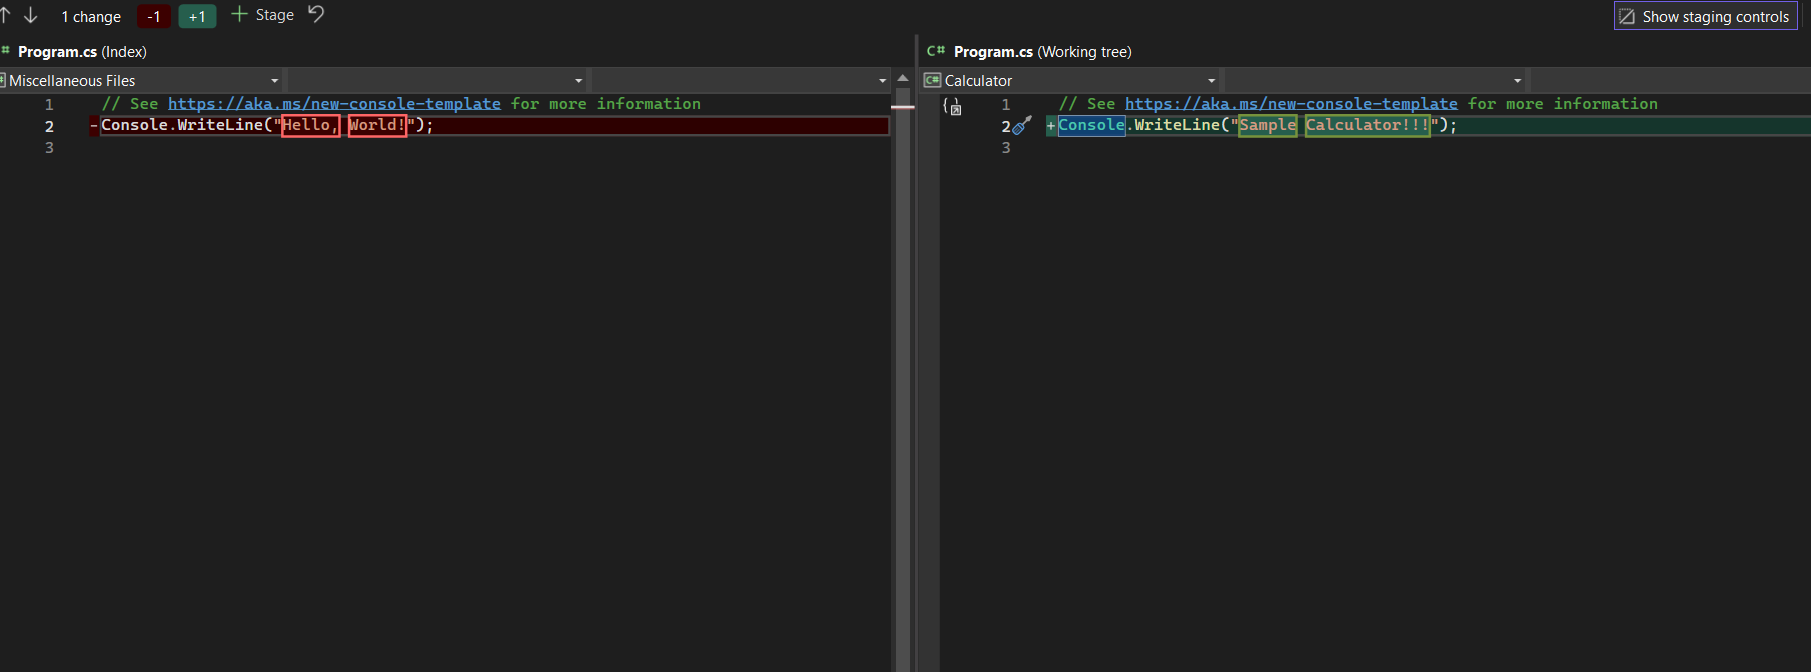 1 change -1 +1 Stage Show staging controls
Program.cs (Index)
C# Program.cs (Working tree)
Miscellaneous Files
C# Calculator
1 // See https://aka.ms/new-console-template for more information
2 -Console.WriteLine("Hello, World!");
3
1 // See https://aka.ms/new-console-template for more information
2 +Console.WriteLine("Sample Calculator!!!");
3